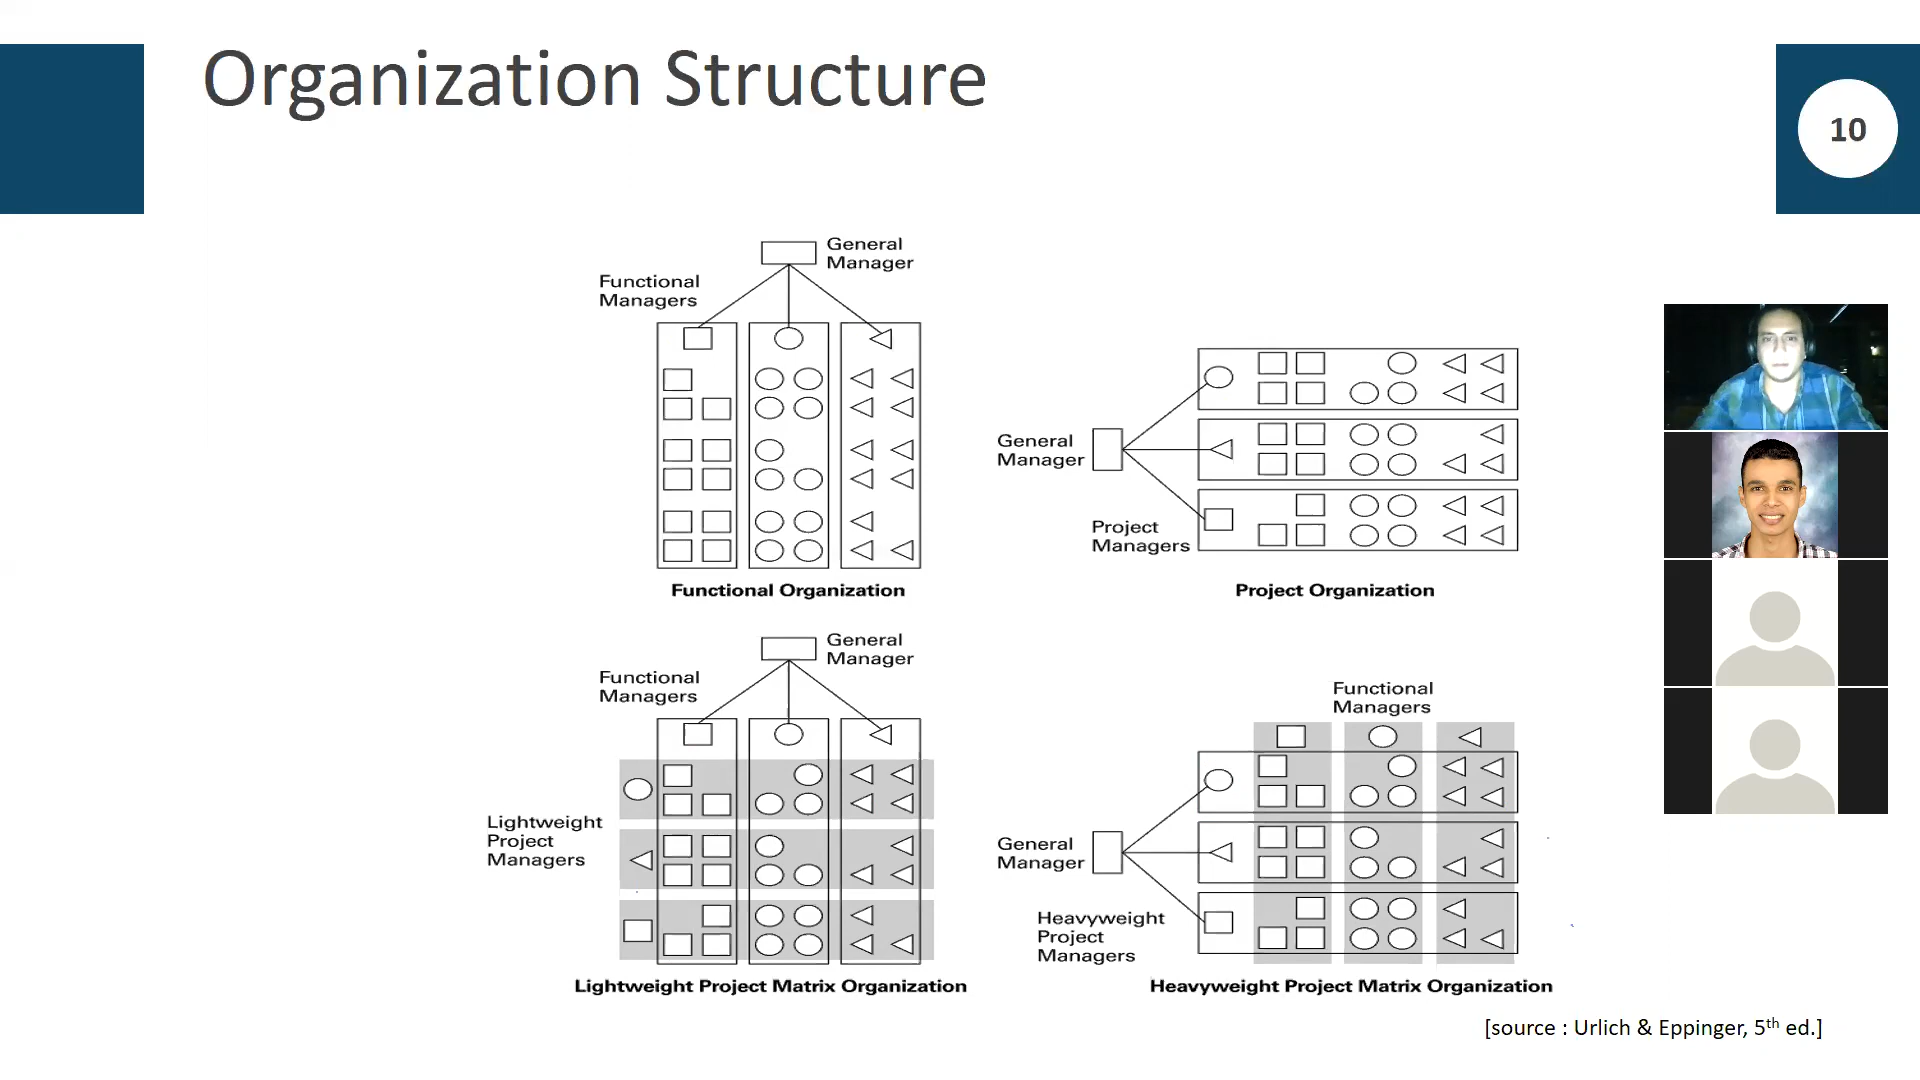 Organization Structure
10
General
Manager
Functional
Managers
Functional Organization
General
Manager
Project
Managers
Project Organization
General
Manager
Functional
Managers
Lightweight
Project
Managers
Lightweight Project Matrix Organization
Functional
Managers
General
Manager
Heavyweight
Project
Managers
Heavyweight Project Matrix Organization
[source : Urlich & Eppinger, 5th ed.]